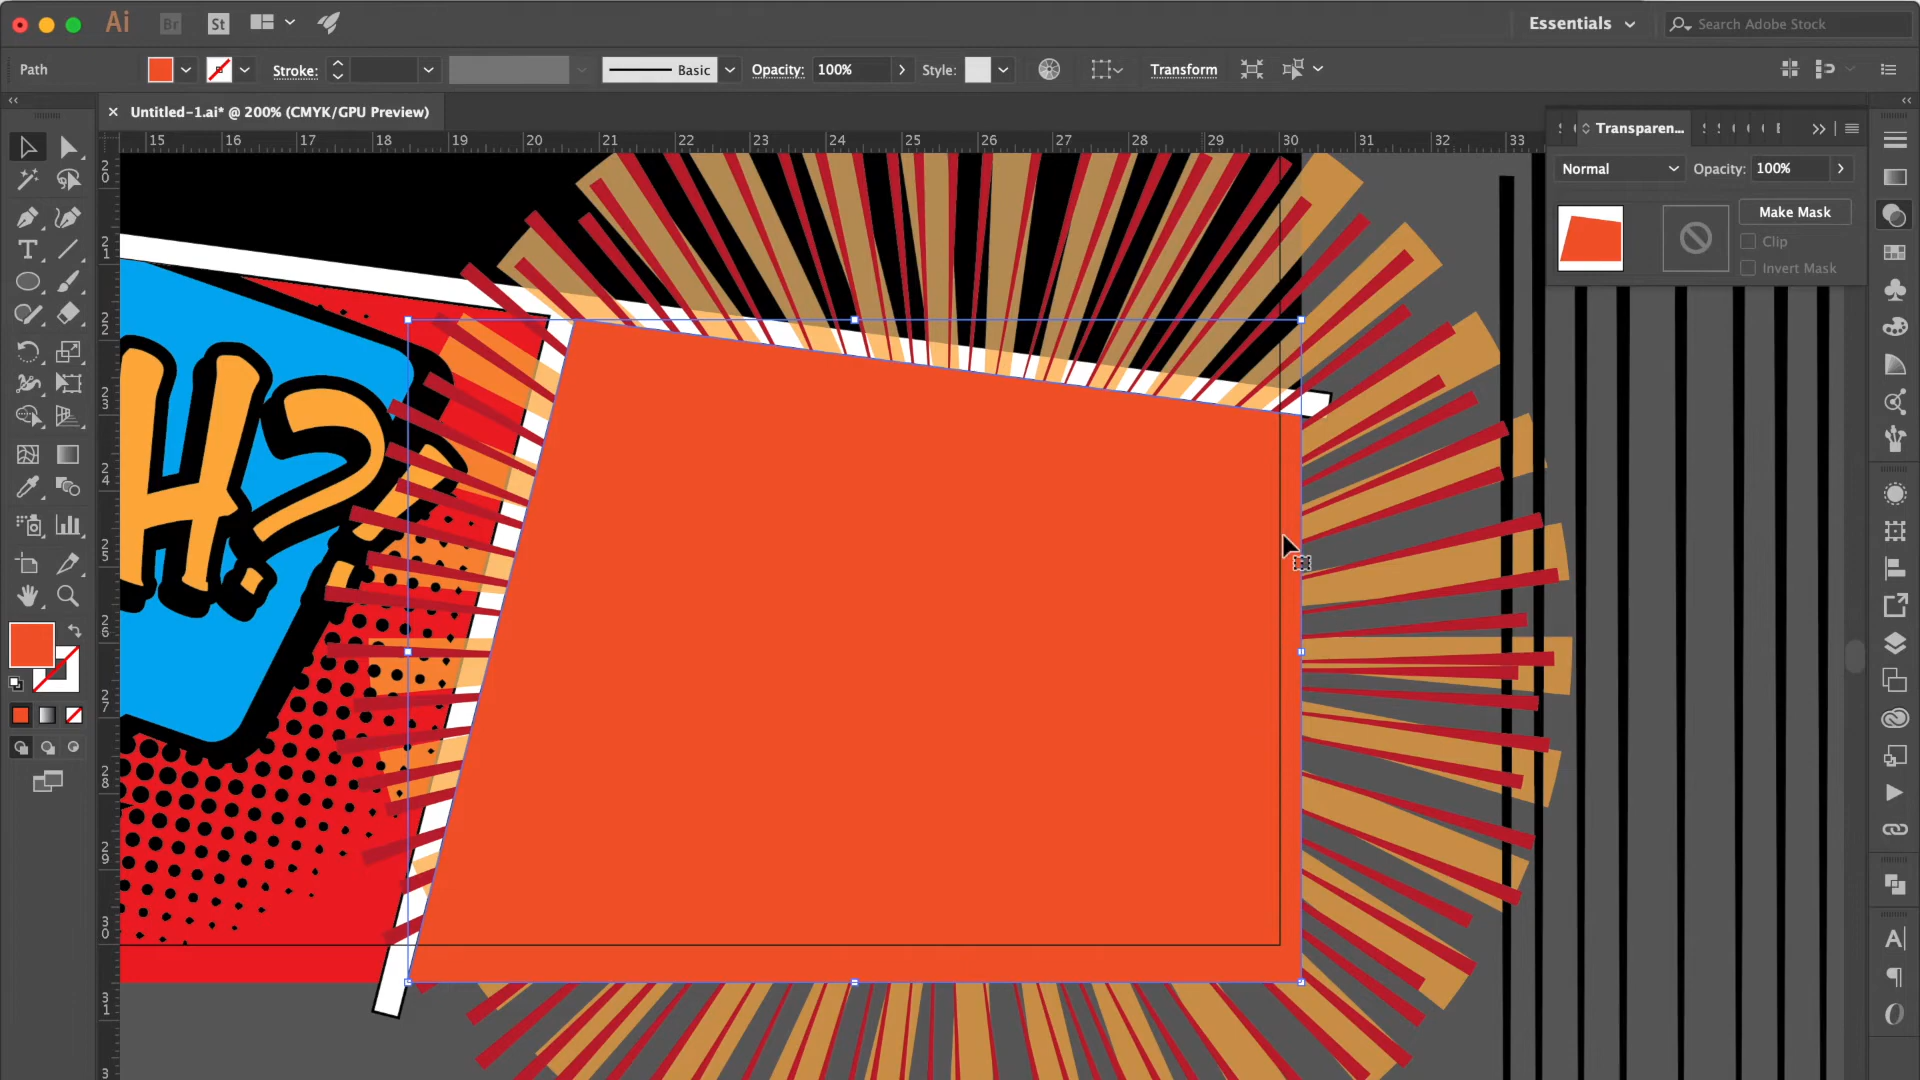 Ai Br St Essentials Search Adobe Stock
Path Stroke: Basic Opacity: 100% Style: Transform
× Untitled-1.ai* @ 200% (CMYK/GPU Preview)
15 16 17 18 19 20 21 22 23 24 25 26 27 28 29 30 31 32 33
Transparen...
Normal Opacity: 100%
Make Mask
Clip
Invert Mask
20
21
22
23
24
25
26
27
28
29
30
31
3
H?